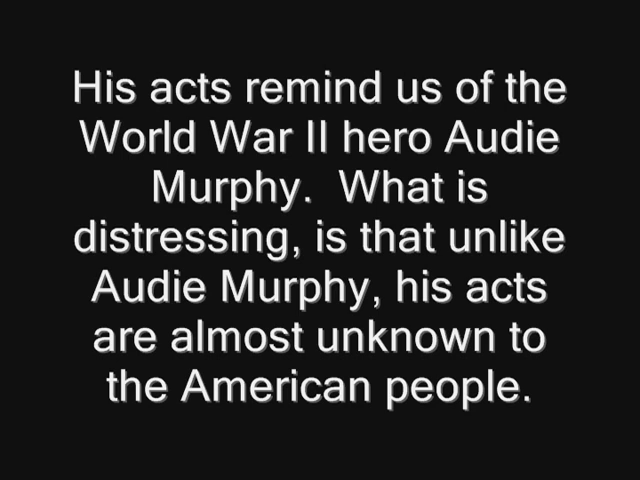 His acts remind us of the
World War II hero Audie
Murphy.  What is
distressing, is that unlike
Audie Murphy, his acts
are almost unknown to
the American people.